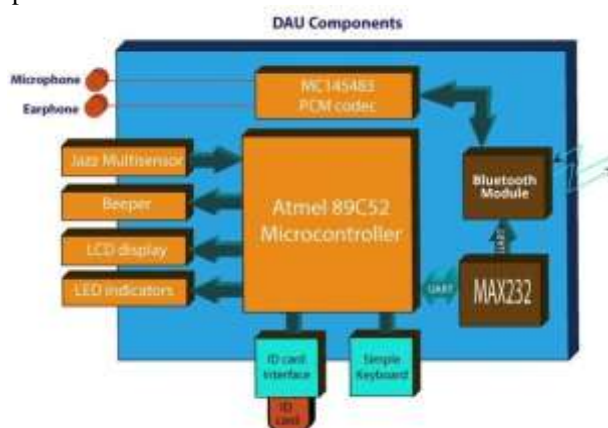 DAU Components
Microphone
Earphone
MC145483
PCM codec
Jazz Multisensor
Beeper
LCD display
LED indicators
Atmel 89C52
Microcontroller
Bluetooth
Module
UART
UART
MAX232
ID card
Interface
Simple
Keyboard
ID
card